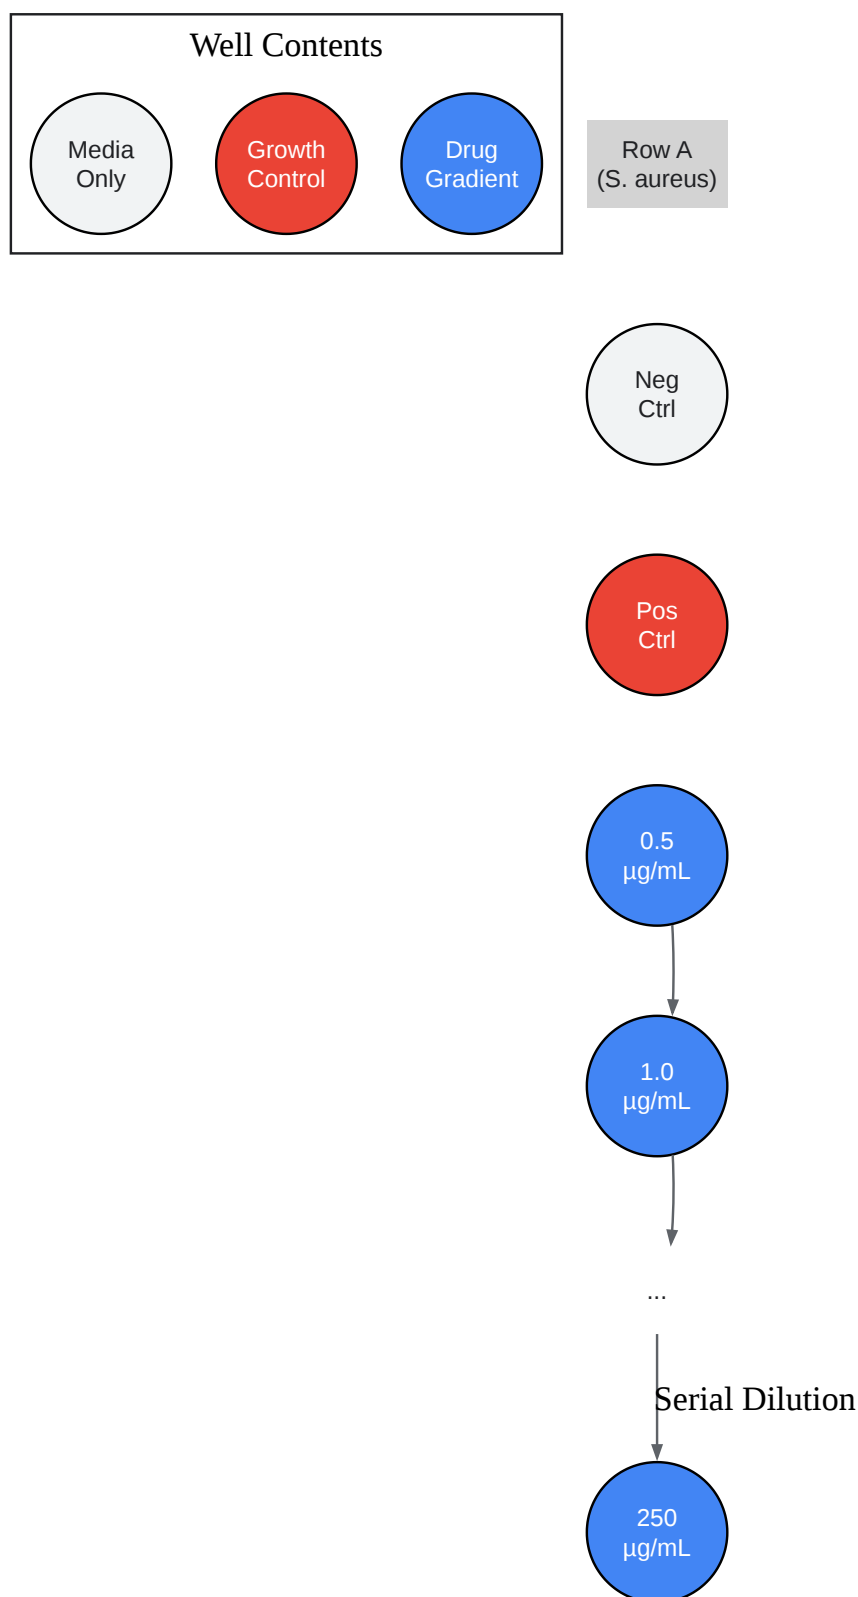 Well Contents
Media
Only
Growth
Control
Drug
Gradient
Row A
(S. aureus)
Neg
Ctrl
Pos
Ctrl
0.5
µg/mL
1.0
µg/mL
...
Serial Dilution
250
µg/mL